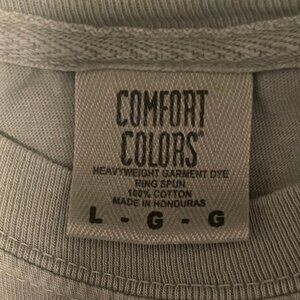 COMFORT
COLORS®
HEAVYWEIGHT GARMENT DYE
RING SPUN
100% COTTON
MADE IN HONDURAS
L - G - G